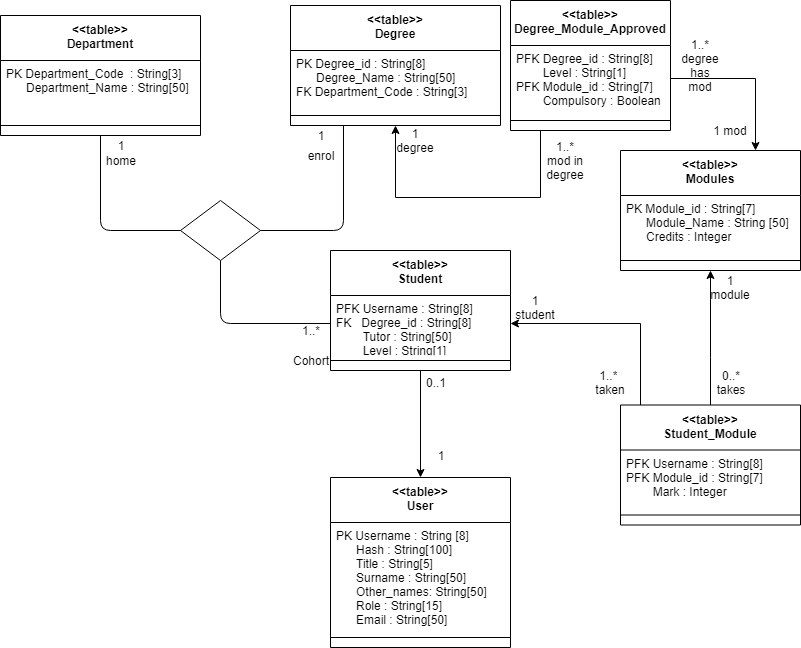 <<table>>
Department
PK Department_Code : String[3]
Department_Name : String[50]
<<table>>
Degree
PK Degree_id : String[8]
Degree_Name : String[50]
FK Department_Code : String[3]
<<table>>
Degree_Module_Approved
PFK Degree_id : String[8]
Level : String[1]
PFK Module_id : String[7]
Compulsory : Boolean
1..*
degree
has
mod
1 mod
1
home
1
enrol
1
degree
1..*
mod in
degree
<<table>>
Modules
PK Module_id : String[7]
Module_Name : String [50]
Credits : Integer
<<table>>
Student
PFK Username : String[8]
FK Degree_id : String[8]
Tutor : String[50]
Level : String[1]
1..*
Cohort
1
student
1
module
1..*
taken
0..*
takes
0..1
1
<<table>>
Student_Module
PFK Username : String[8]
PFK Module_id : String[7]
Mark : Integer
<<table>>
User
PK Username : String [8]
Hash : String[100]
Title : String[5]
Surname : String[50]
Other_names: String[50]
Role : String[15]
Email : String[50]